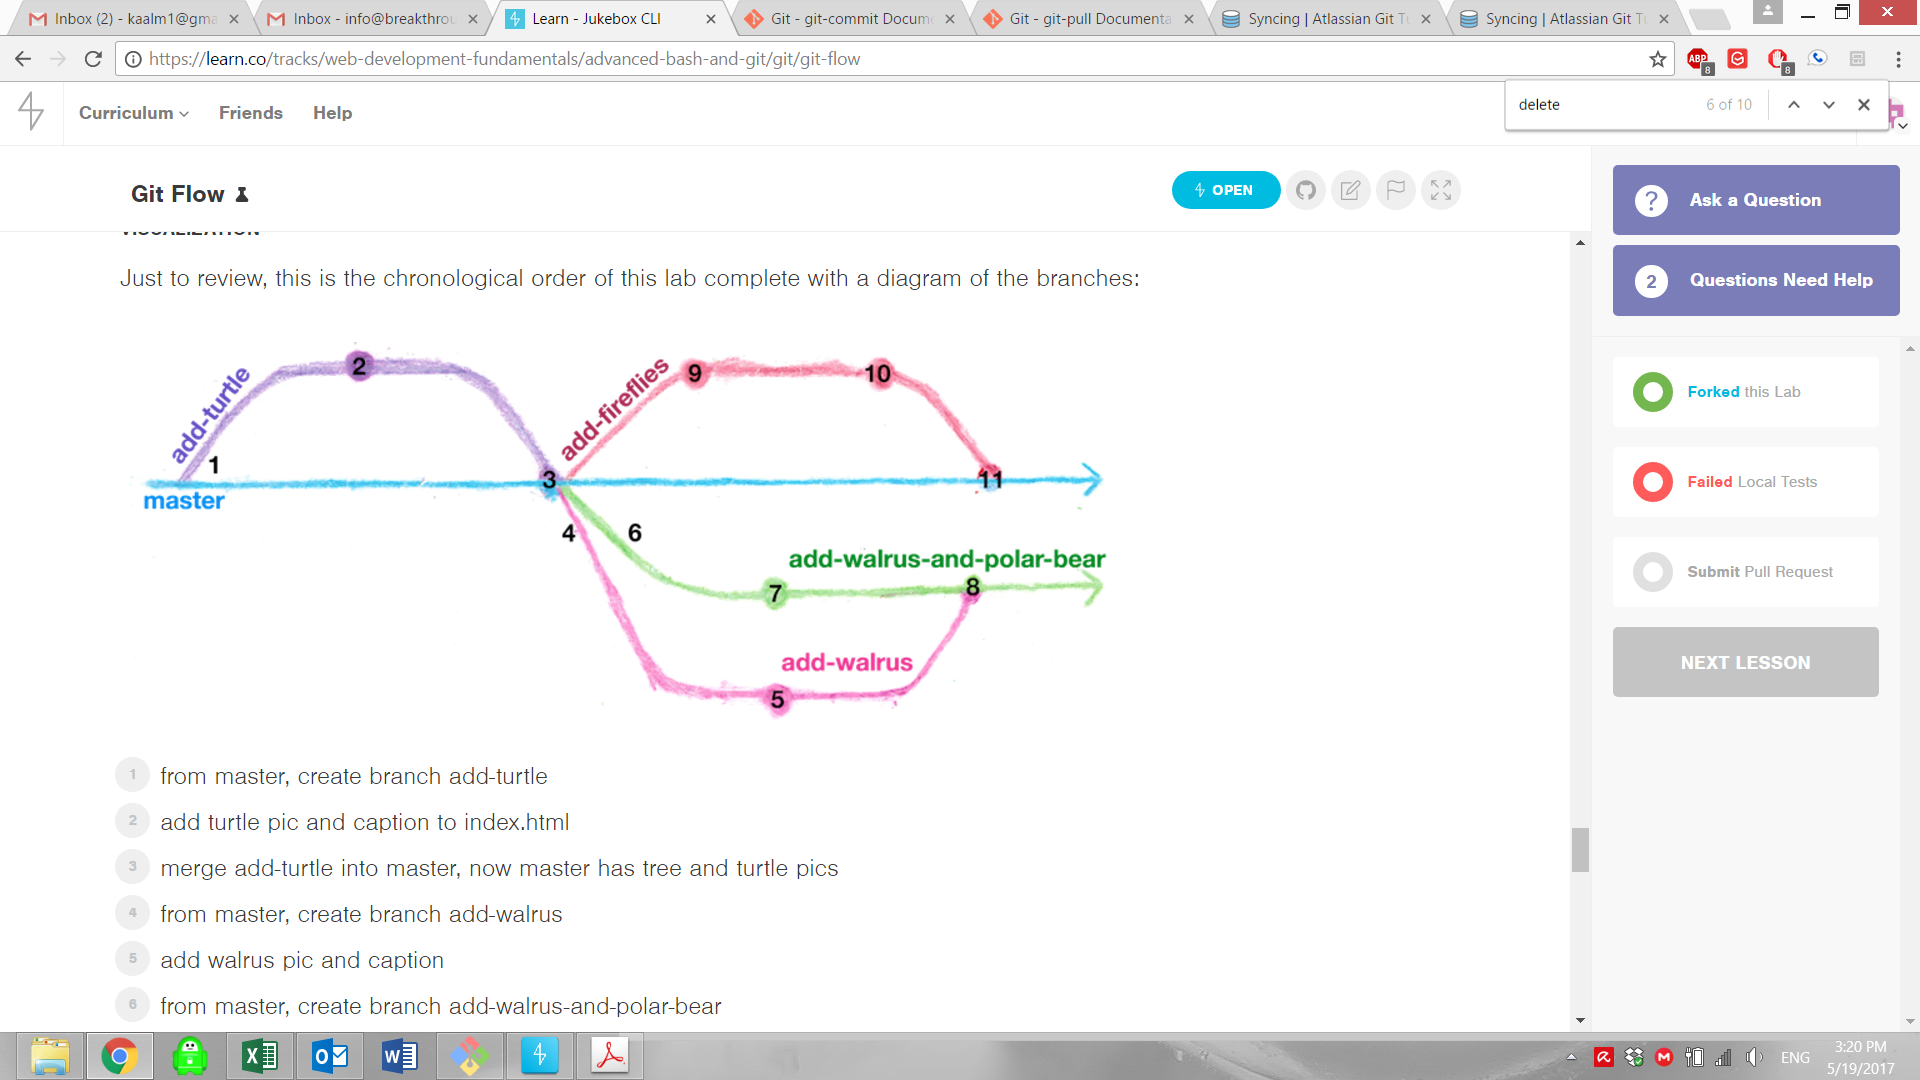 Inbox (2) - kaalm1@gma
Inbox - info@breakthrou
Learn - Jukebox CLI
Git - git-commit Docum
Git - git-pull Documenta
Syncing | Atlassian Git T
Syncing | Atlassian Git T
https://learn.co/tracks/web-development-fundamentals/advanced-bash-and-git/git/git-flow
ABP
8
8
delete
6 of 10
Curriculum
Friends
Help
Git Flow
OPEN
VISUALIZATION
Just to review, this is the chronological order of this lab complete with a diagram of the branches:
add-turtle
1
2
master
3
add-fireflies
9
10
11
4
6
add-walrus-and-polar-bear
7
8
add-walrus
5
1 from master, create branch add-turtle
2 add turtle pic and caption to index.html
3 merge add-turtle into master, now master has tree and turtle pics
4 from master, create branch add-walrus
5 add walrus pic and caption
6 from master, create branch add-walrus-and-polar-bear
? Ask a Question
2 Questions Need Help
Forked this Lab
Failed Local Tests
Submit Pull Request
NEXT LESSON
ENG
3:20 PM
5/19/2017